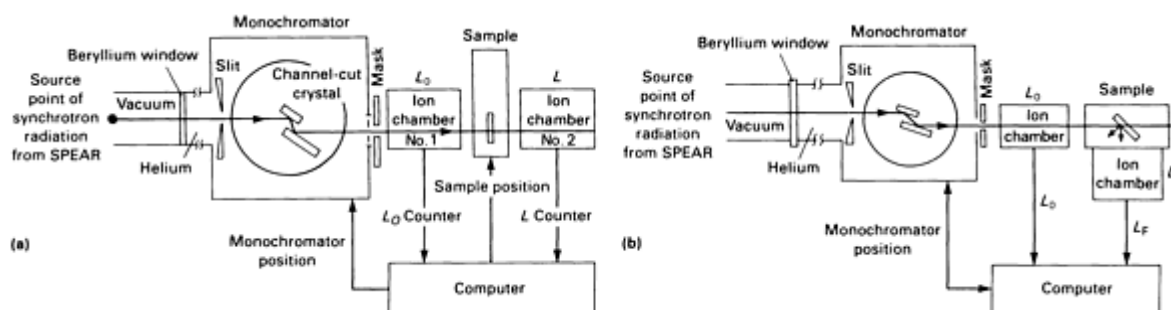 Monochromator
Beryllium window
Slit
Source
point of
synchrotron
radiation
from SPEAR
Vacuum
Helium
Channel-cut
crystal
Mask
L₀
Ion
chamber
No. 1
Sample
L
Ion
chamber
No. 2
Sample position
L_O Counter
L Counter
Monochromator
position
Computer
(a)
Monochromator
Beryllium window
Slit
Source
point of
synchrotron
radiation
from SPEAR
Vacuum
Helium
Mask
L₀
Ion
chamber
Sample
Ion
chamber
L₀
L_F
Monochromator
position
Computer
(b)